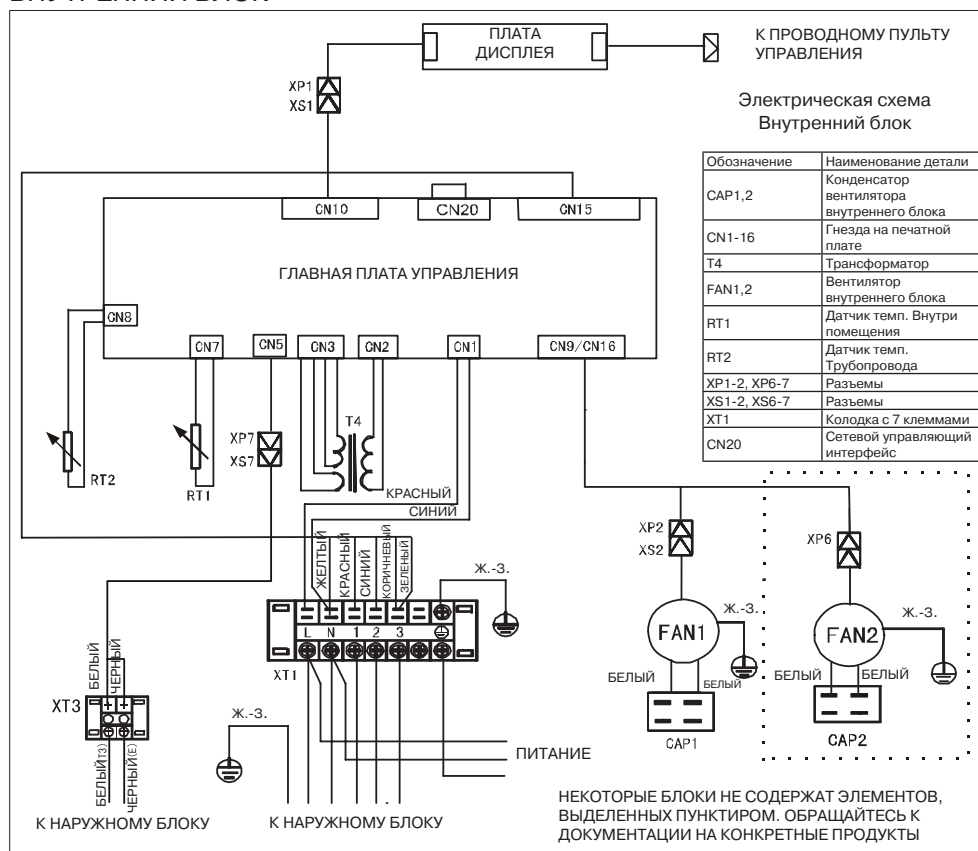 ПЛАТА
ДИСПЛЕЯ
К ПРОВОДНОМУ ПУЛЬТУ
УПРАВЛЕНИЯ
XP1
XS1
Электрическая схема
Внутренний блок
Обозначение Наименование детали
CAP1,2 Конденсатор
вентилятора
внутреннего блока
CN1-16 Гнезда на печатной
плате
T4 Трансформатор
FAN1,2 Вентилятор
внутреннего блока
RT1 Датчик темп. Внутри
помещения
RT2 Датчик темп.
Трубопровода
XP1-2, XP6-7 Разъемы
XS1-2, XS6-7 Разъемы
XT1 Колодка с 7 клеммами
CN20 Сетевой управляющий
интерфейс
CN10
CN20
CN15
ГЛАВНАЯ ПЛАТА УПРАВЛЕНИЯ
CN8
CN7
CN5
CN3
CN2
CN1
CN9/CN16
T4
XP7
XS7
RT2
RT1
КРАСНЫЙ
СИНИЙ
XP2
XS2
XP6
ЖЕЛТЫЙ
КРАСНЫЙ
СИНИЙ
КОРИЧНЕВЫЙ
ЗЕЛЕНЫЙ
Ж.-З.
L N 1 2 3
XT1
FAN1
Ж.-З.
FAN2
Ж.-З.
БЕЛЫЙ
БЕЛЫЙ
БЕЛЫЙ
БЕЛЫЙ
CAP1
CAP2
БЕЛЫЙ
ЧЕРНЫЙ
XT3
БЕЛЫЙ(T3)
ЧЕРНЫЙ(E)
Ж.-З.
ПИТАНИЕ
К НАРУЖНОМУ БЛОКУ
К НАРУЖНОМУ БЛОКУ
НЕКОТОРЫЕ БЛОКИ НЕ СОДЕРЖАТ ЭЛЕМЕНТОВ,
ВЫДЕЛЕННЫХ ПУНКТИРОМ. ОБРАЩАЙТЕСЬ К
ДОКУМЕНТАЦИИ НА КОНКРЕТНЫЕ ПРОДУКТЫ